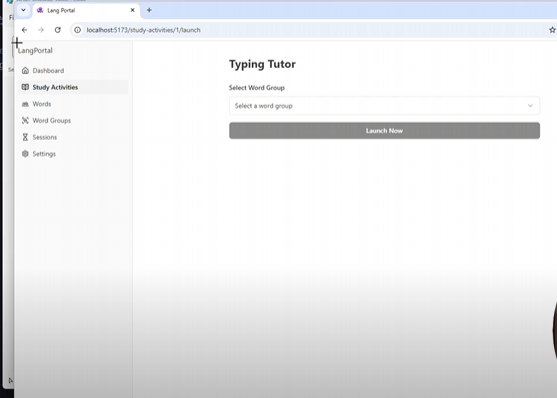 Lang Portal
localhost:5173/study-activities/1/launch
LangPortal
Dashboard
Study Activities
Words
Word Groups
Sessions
Settings
Typing Tutor
Select Word Group
Select a word group
Launch Now